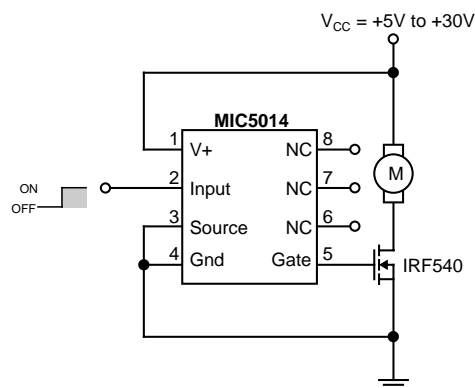 V_CC = +5V to +30V
MIC5014
1 V+ NC 8
2 Input NC 7
3 Source NC 6
4 Gnd Gate 5
ON
OFF
M
IRF540